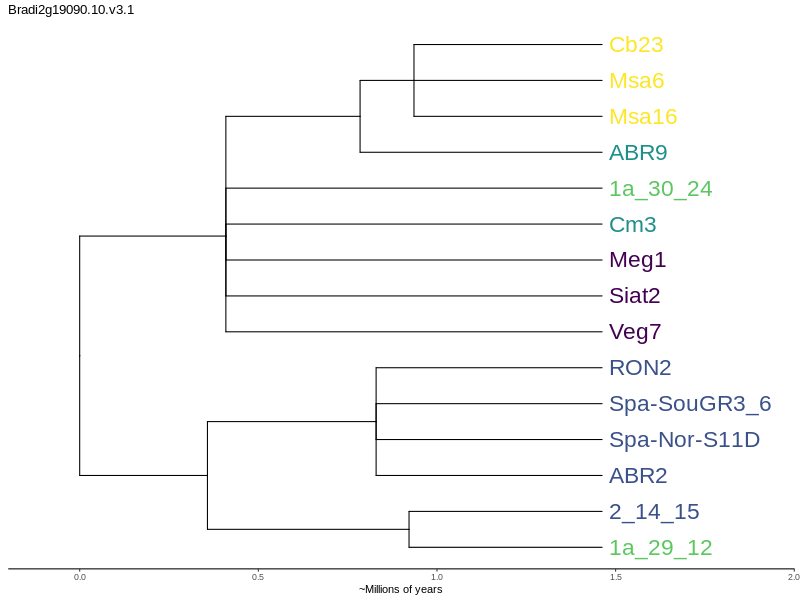 Bradi2g19090.10.v3.1
Cb23
Msa6
Msa16
ABR9
1a_30_24
Cm3
Meg1
Siat2
Veg7
RON2
Spa-SouGR3_6
Spa-Nor-S11D
ABR2
2_14_15
1a_29_12
0.0 0.5 1.0 1.5 2.0
~Millions of years